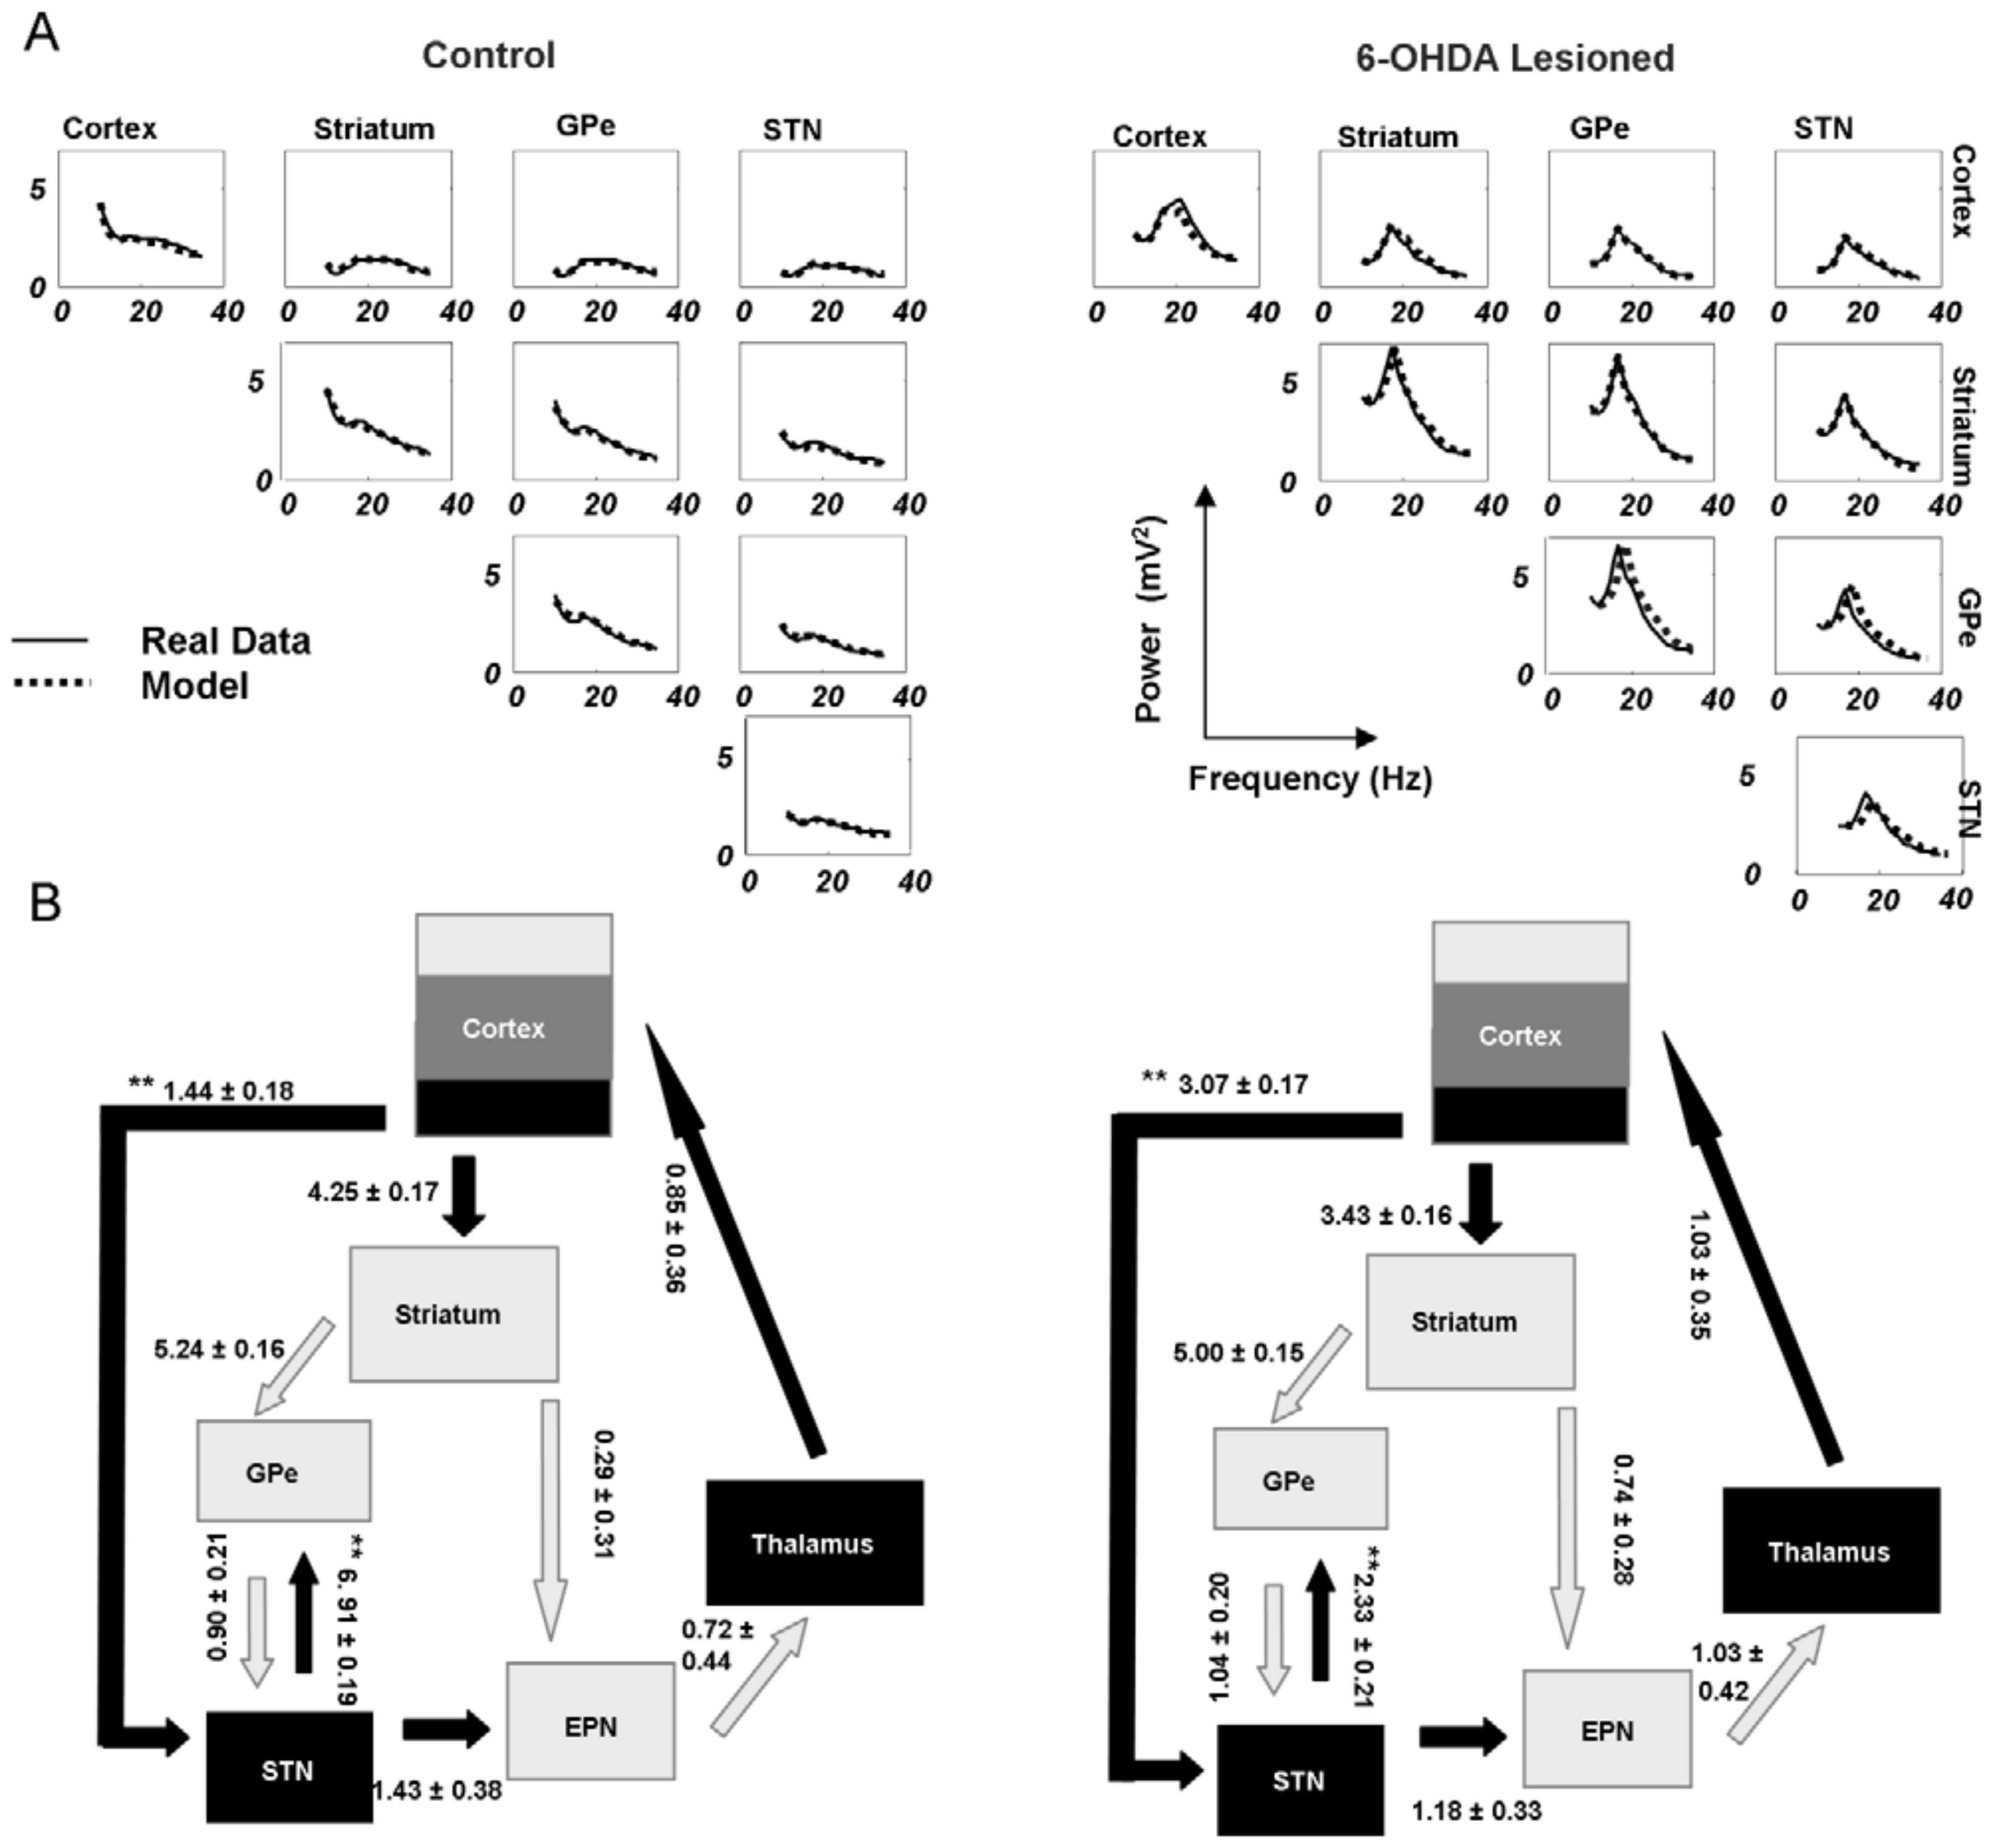 A
Control
6-OHDA Lesioned
Cortex Striatum GPe STN
Cortex Striatum GPe STN
5
0
0 20 40 0 20 40 0 20 40 0 20 40
0 20 40 0 20 40 0 20 40 0 20 40
Cortex
5
0
0 20 40 0 20 40 0 20 40
5
0
0 20 40 0 20 40 0 20 40
Striatum
5
0
0 20 40 0 20 40
5
0
0 20 40 0 20 40
GPe
Real Data
Model
Power (mV²)
Frequency (Hz)
5
0
0 20 40
5
0
0 20 40
STN
B
Cortex
** 1.44 ± 0.18
4.25 ± 0.17
0.85 ± 0.36
Striatum
5.24 ± 0.16
0.29 ± 0.31
GPe
0.90 ± 0.21
** 6.91 ± 0.19
Thalamus
0.72 ±
0.44
EPN
STN
1.43 ± 0.38
Cortex
** 3.07 ± 0.17
3.43 ± 0.16
1.03 ± 0.35
Striatum
5.00 ± 0.15
0.74 ± 0.28
GPe
1.04 ± 0.20
**2.33 ± 0.21
Thalamus
1.03 ±
0.42
EPN
STN
1.18 ± 0.33